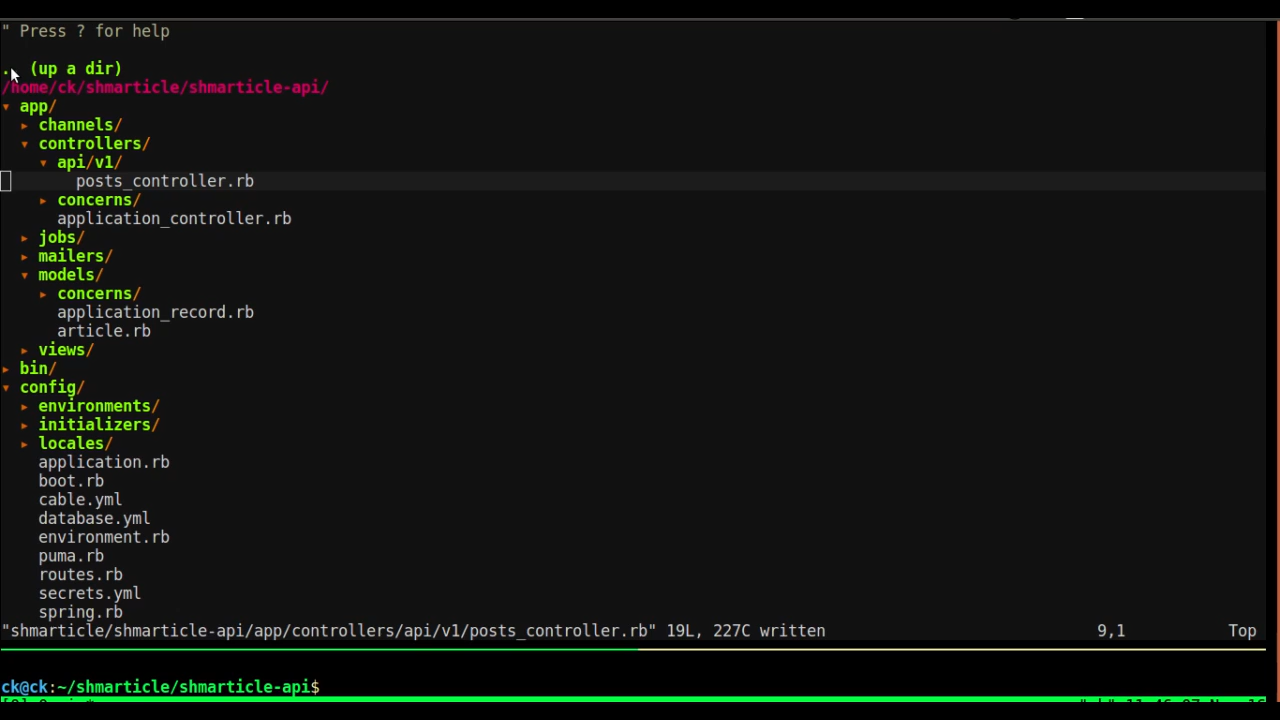 " Press ? for help
.. (up a dir)
/home/ck/shmarticle/shmarticle-api/
▾ app/
▸ channels/
▾ controllers/
▾ api/v1/
posts_controller.rb
▸ concerns/
application_controller.rb
▸ jobs/
▸ mailers/
▾ models/
▸ concerns/
application_record.rb
article.rb
▸ views/
▸ bin/
▾ config/
▸ environments/
▸ initializers/
▸ locales/
application.rb
boot.rb
cable.yml
database.yml
environment.rb
puma.rb
routes.rb
secrets.yml
spring.rb
"shmarticle/shmarticle-api/app/controllers/api/v1/posts_controller.rb" 19L, 227C written 9,1 Top
ck@ck:~/shmarticle/shmarticle-api$